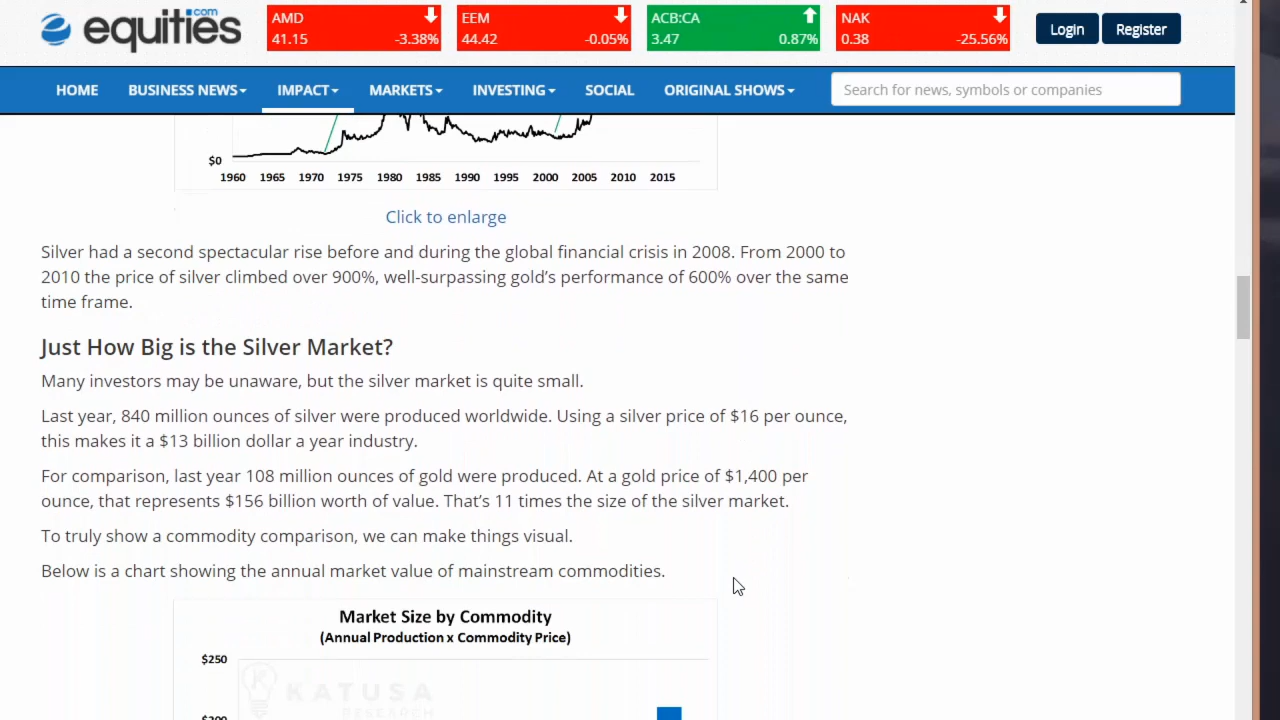 .com
equities
AMD
41.15 -3.38%
EEM
44.42 -0.05%
ACB:CA
3.47 0.87%
NAK
0.38 -25.56%
Login Register
HOME BUSINESS NEWS IMPACT MARKETS INVESTING SOCIAL ORIGINAL SHOWS Search for news, symbols or companies
$0
1960 1965 1970 1975 1980 1985 1990 1995 2000 2005 2010 2015
Click to enlarge
Silver had a second spectacular rise before and during the global financial crisis in 2008. From 2000 to
2010 the price of silver climbed over 900%, well-surpassing gold’s performance of 600% over the same
time frame.
Just How Big is the Silver Market?
Many investors may be unaware, but the silver market is quite small.
Last year, 840 million ounces of silver were produced worldwide. Using a silver price of $16 per ounce,
this makes it a $13 billion dollar a year industry.
For comparison, last year 108 million ounces of gold were produced. At a gold price of $1,400 per
ounce, that represents $156 billion worth of value. That’s 11 times the size of the silver market.
To truly show a commodity comparison, we can make things visual.
Below is a chart showing the annual market value of mainstream commodities.
Market Size by Commodity
(Annual Production x Commodity Price)
$250
KATUSA
RESEARCH